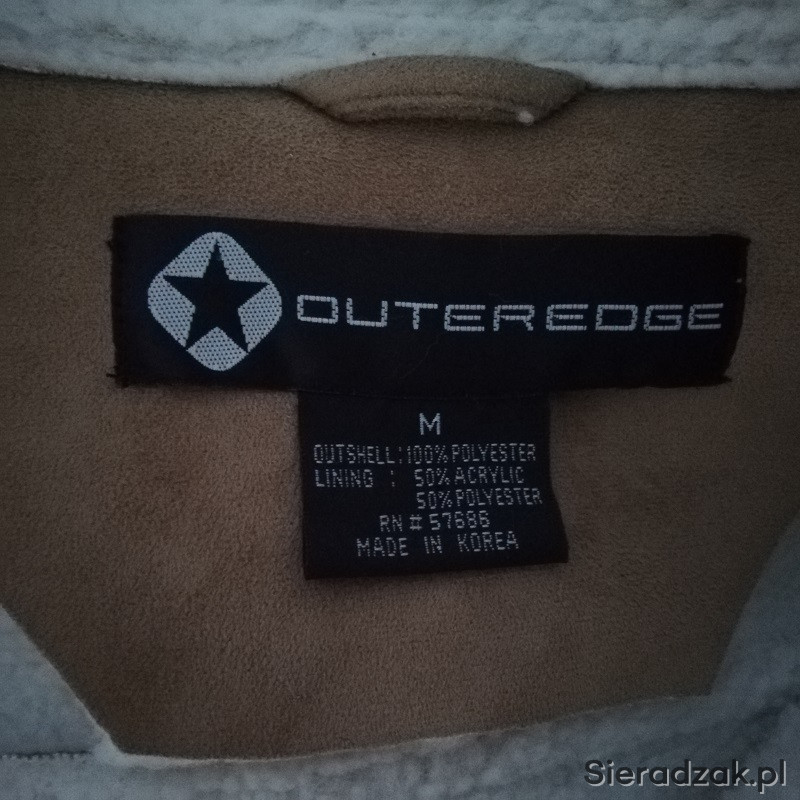 OUTEREDGE
M
OUTSHELL:100%POLYESTER
LINING : 50%ACRYLIC
50%POLYESTER
RN#57686
MADE IN KOREA
Sieradzak.pl